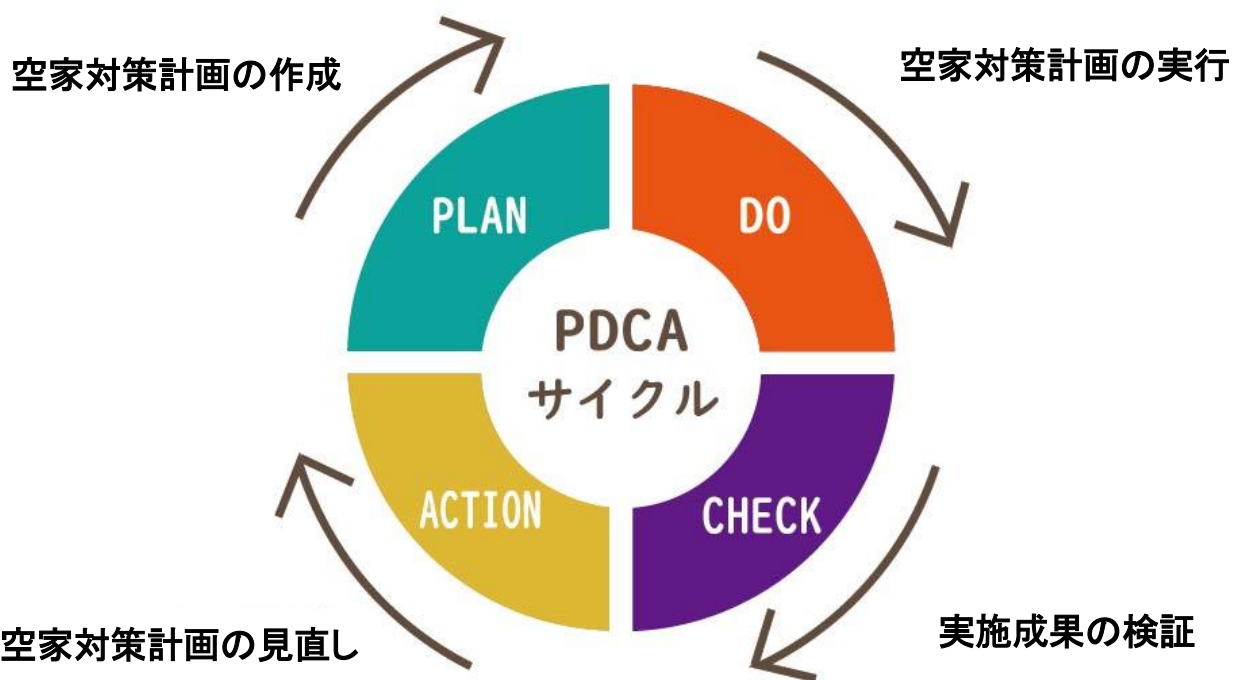 空家対策計画の作成
空家対策計画の実行
PLAN
DO
PDCA
サイクル
ACTION
CHECK
空家対策計画の見直し
実施成果の検証